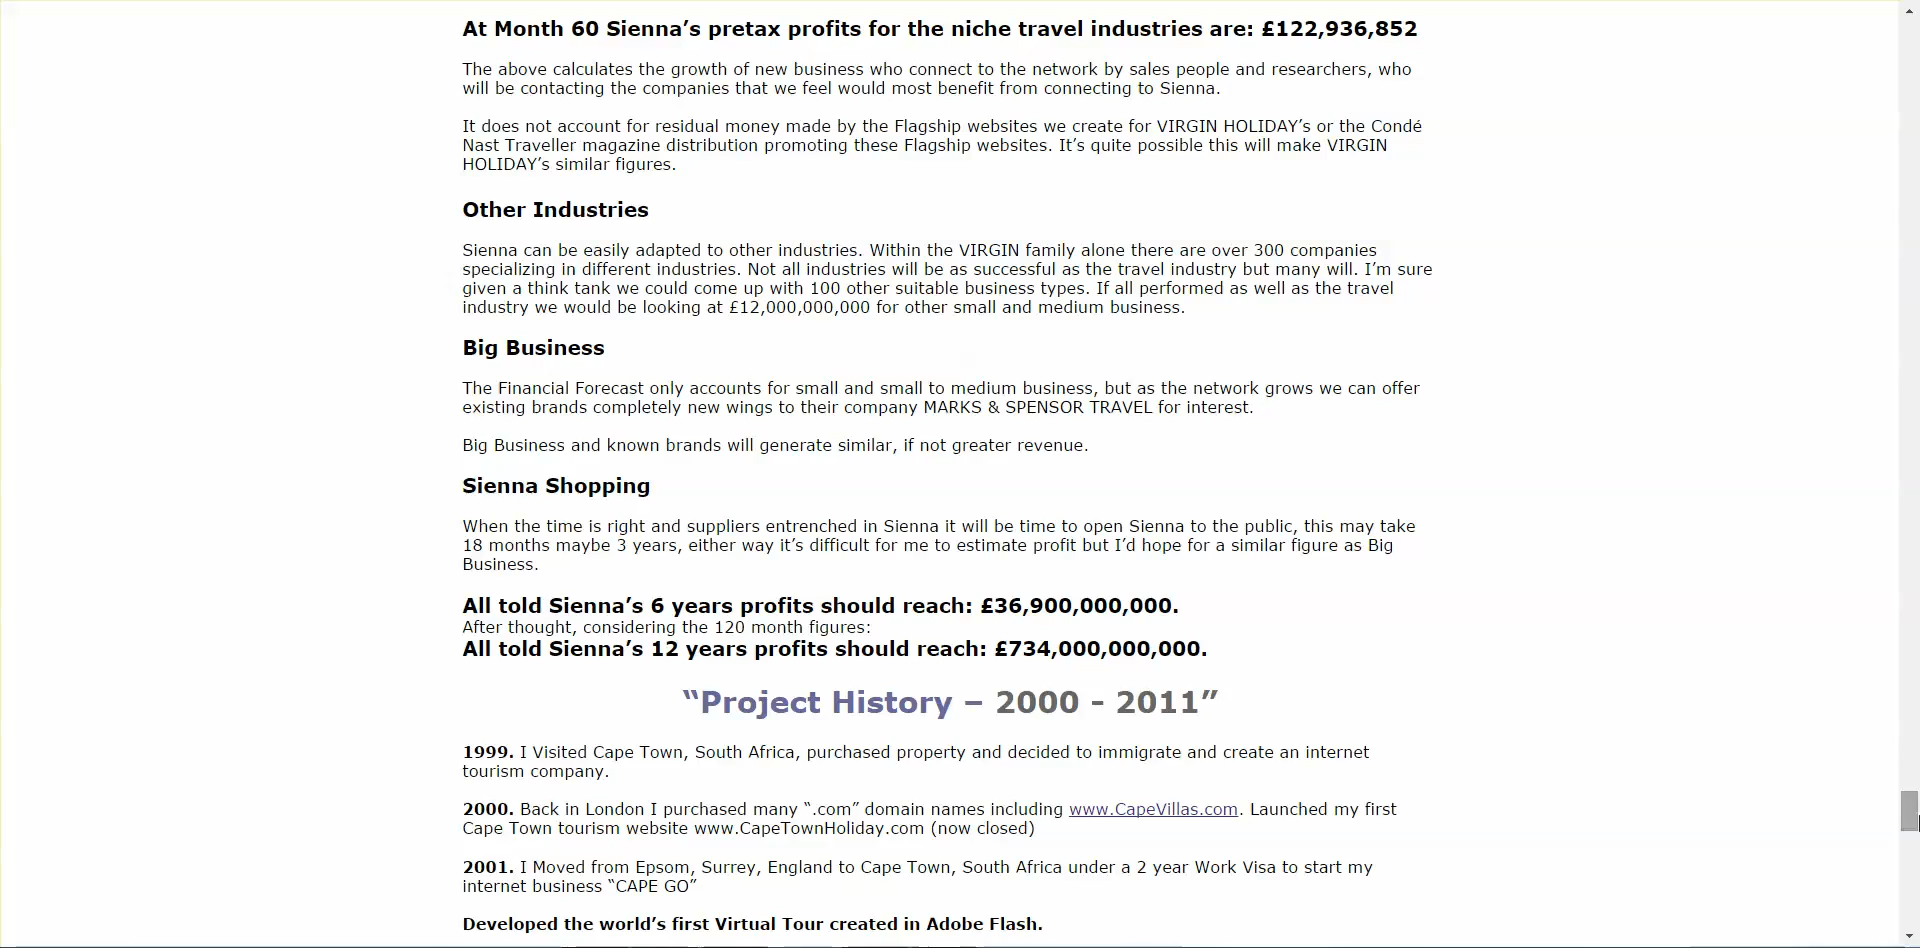 At Month 60 Sienna’s pretax profits for the niche travel industries are: £122,936,852
The above calculates the growth of new business who connect to the network by sales people and researchers, who
will be contacting the companies that we feel would most benefit from connecting to Sienna.
It does not account for residual money made by the Flagship websites we create for VIRGIN HOLIDAY’s or the Condé
Nast Traveller magazine distribution promoting these Flagship websites. It’s quite possible this will make VIRGIN
HOLIDAY’s similar figures.
Other Industries
Sienna can be easily adapted to other industries. Within the VIRGIN family alone there are over 300 companies
specializing in different industries. Not all industries will be as successful as the travel industry but many will. I’m sure
given a think tank we could come up with 100 other suitable business types. If all performed as well as the travel
industry we would be looking at £12,000,000,000 for other small and medium business.
Big Business
The Financial Forecast only accounts for small and small to medium business, but as the network grows we can offer
existing brands completely new wings to their company MARKS & SPENSOR TRAVEL for interest.
Big Business and known brands will generate similar, if not greater revenue.
Sienna Shopping
When the time is right and suppliers entrenched in Sienna it will be time to open Sienna to the public, this may take
18 months maybe 3 years, either way it’s difficult for me to estimate profit but I’d hope for a similar figure as Big
Business.
All told Sienna’s 6 years profits should reach: £36,900,000,000.
After thought, considering the 120 month figures:
All told Sienna’s 12 years profits should reach: £734,000,000,000.
“Project History – 2000 - 2011”
1999. I Visited Cape Town, South Africa, purchased property and decided to immigrate and create an internet
tourism company.
2000. Back in London I purchased many “.com” domain names including www.CapeVillas.com. Launched my first
Cape Town tourism website www.CapeTownHoliday.com (now closed)
2001. I Moved from Epsom, Surrey, England to Cape Town, South Africa under a 2 year Work Visa to start my
internet business “CAPE GO”
Developed the world’s first Virtual Tour created in Adobe Flash.